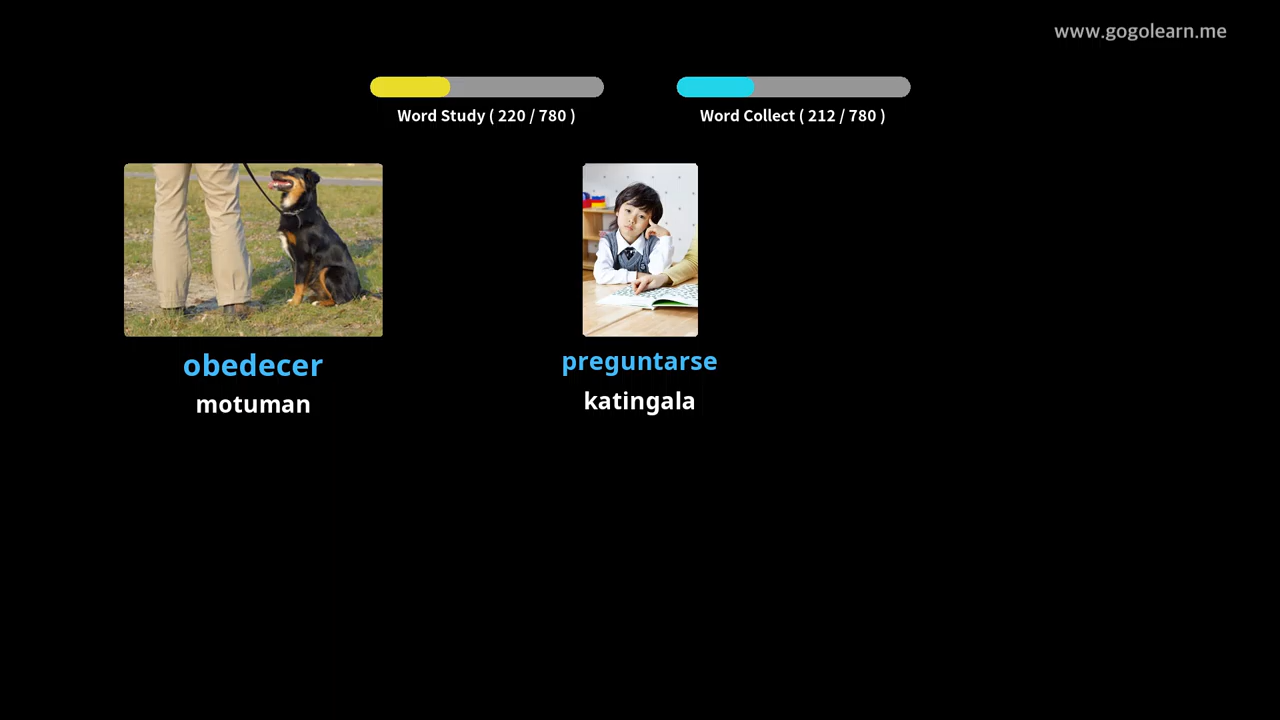 www.gogolearn.me
Word Study ( 220 / 780 )
Word Collect ( 212 / 780 )
obedecer
motuman
preguntarse
katingala